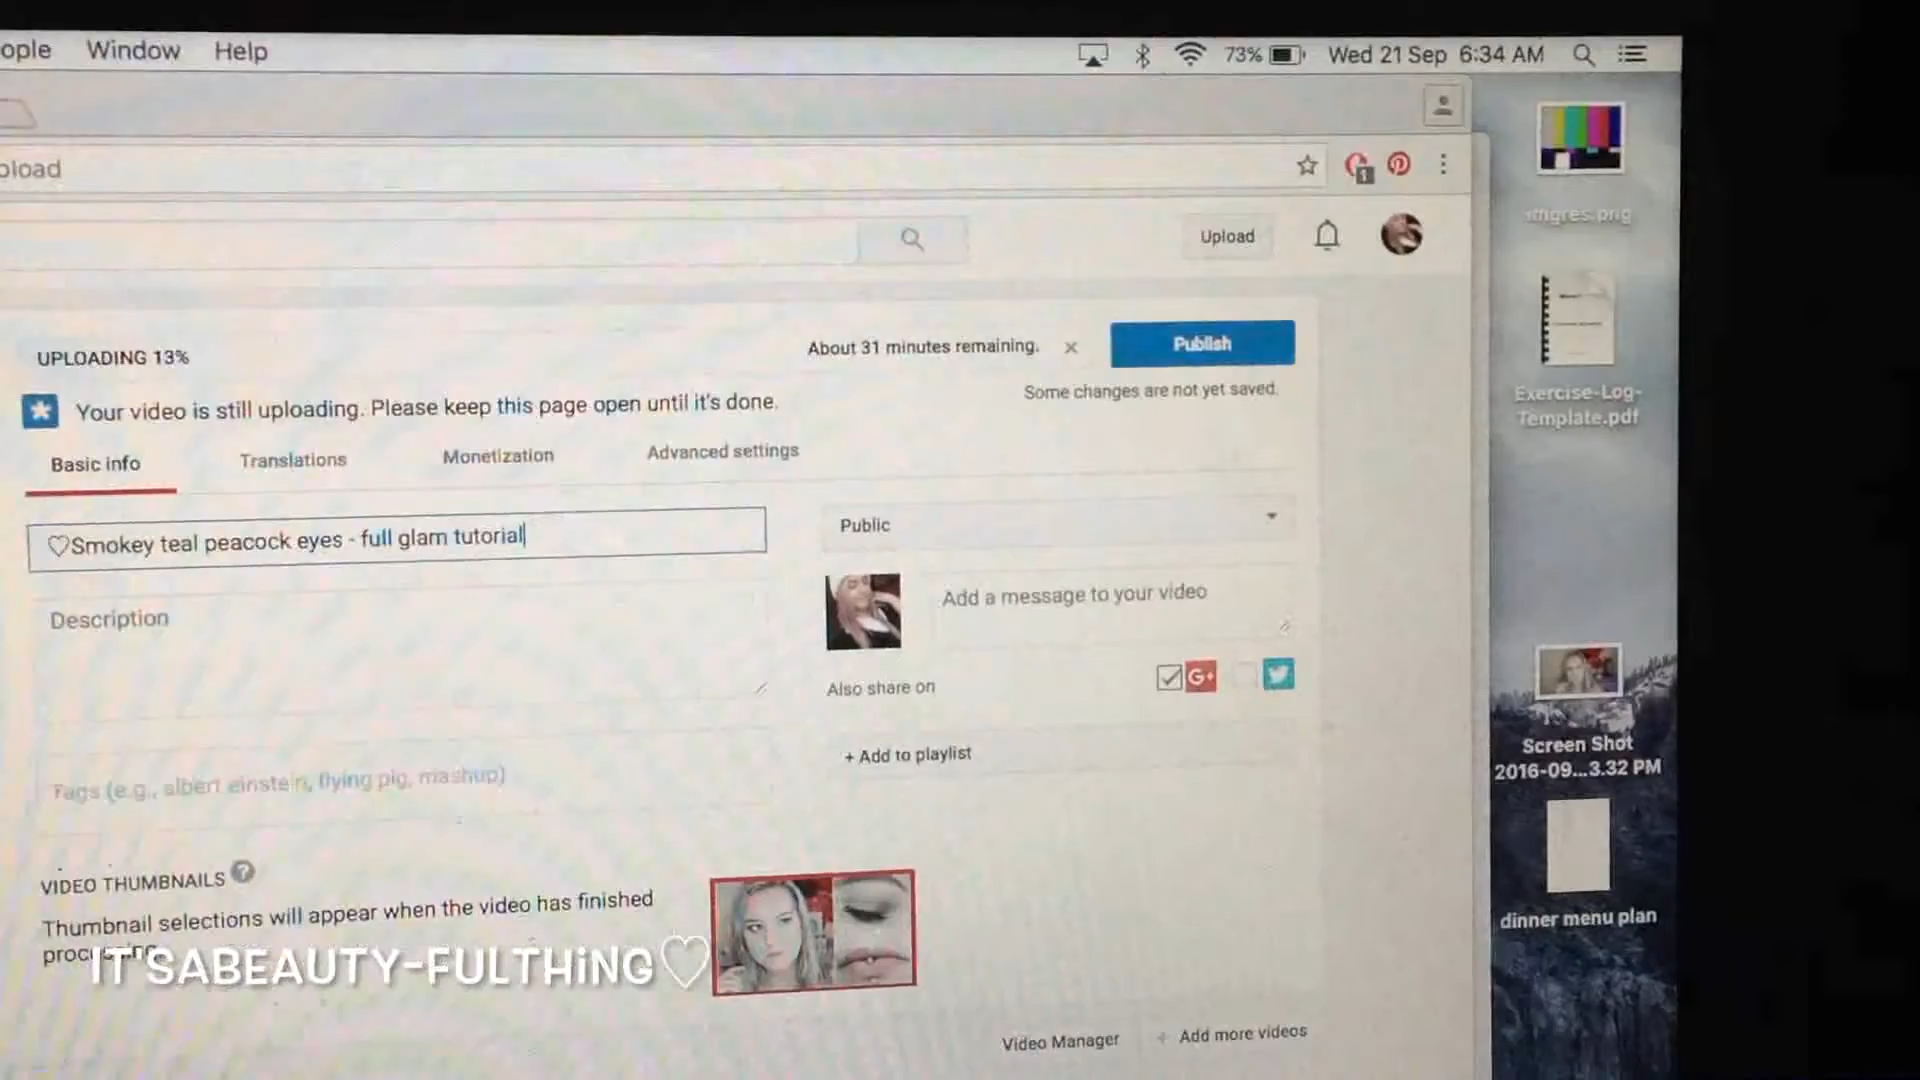 ople Window Help 73% Wed 21 Sep 6:34 AM
pload
Upload
UPLOADING 13% About 31 minutes remaining. × Publish
Your video is still uploading. Please keep this page open until it's done. Some changes are not yet saved.
Basic info Translations Monetization Advanced settings
♡Smokey teal peacock eyes - full glam tutorial
Public
Description
Add a message to your video
Also share on G+
+ Add to playlist
Tags (e.g., albert einstein, flying pig, mashup)
VIDEO THUMBNAILS ?
Thumbnail selections will appear when the video has finished
IT'SABEAUTY-FULTHiNG♡
Video Manager + Add more videos
Exercise-Log-
Template.pdf
Screen Shot
2016-09...3.32 PM
dinner menu plan